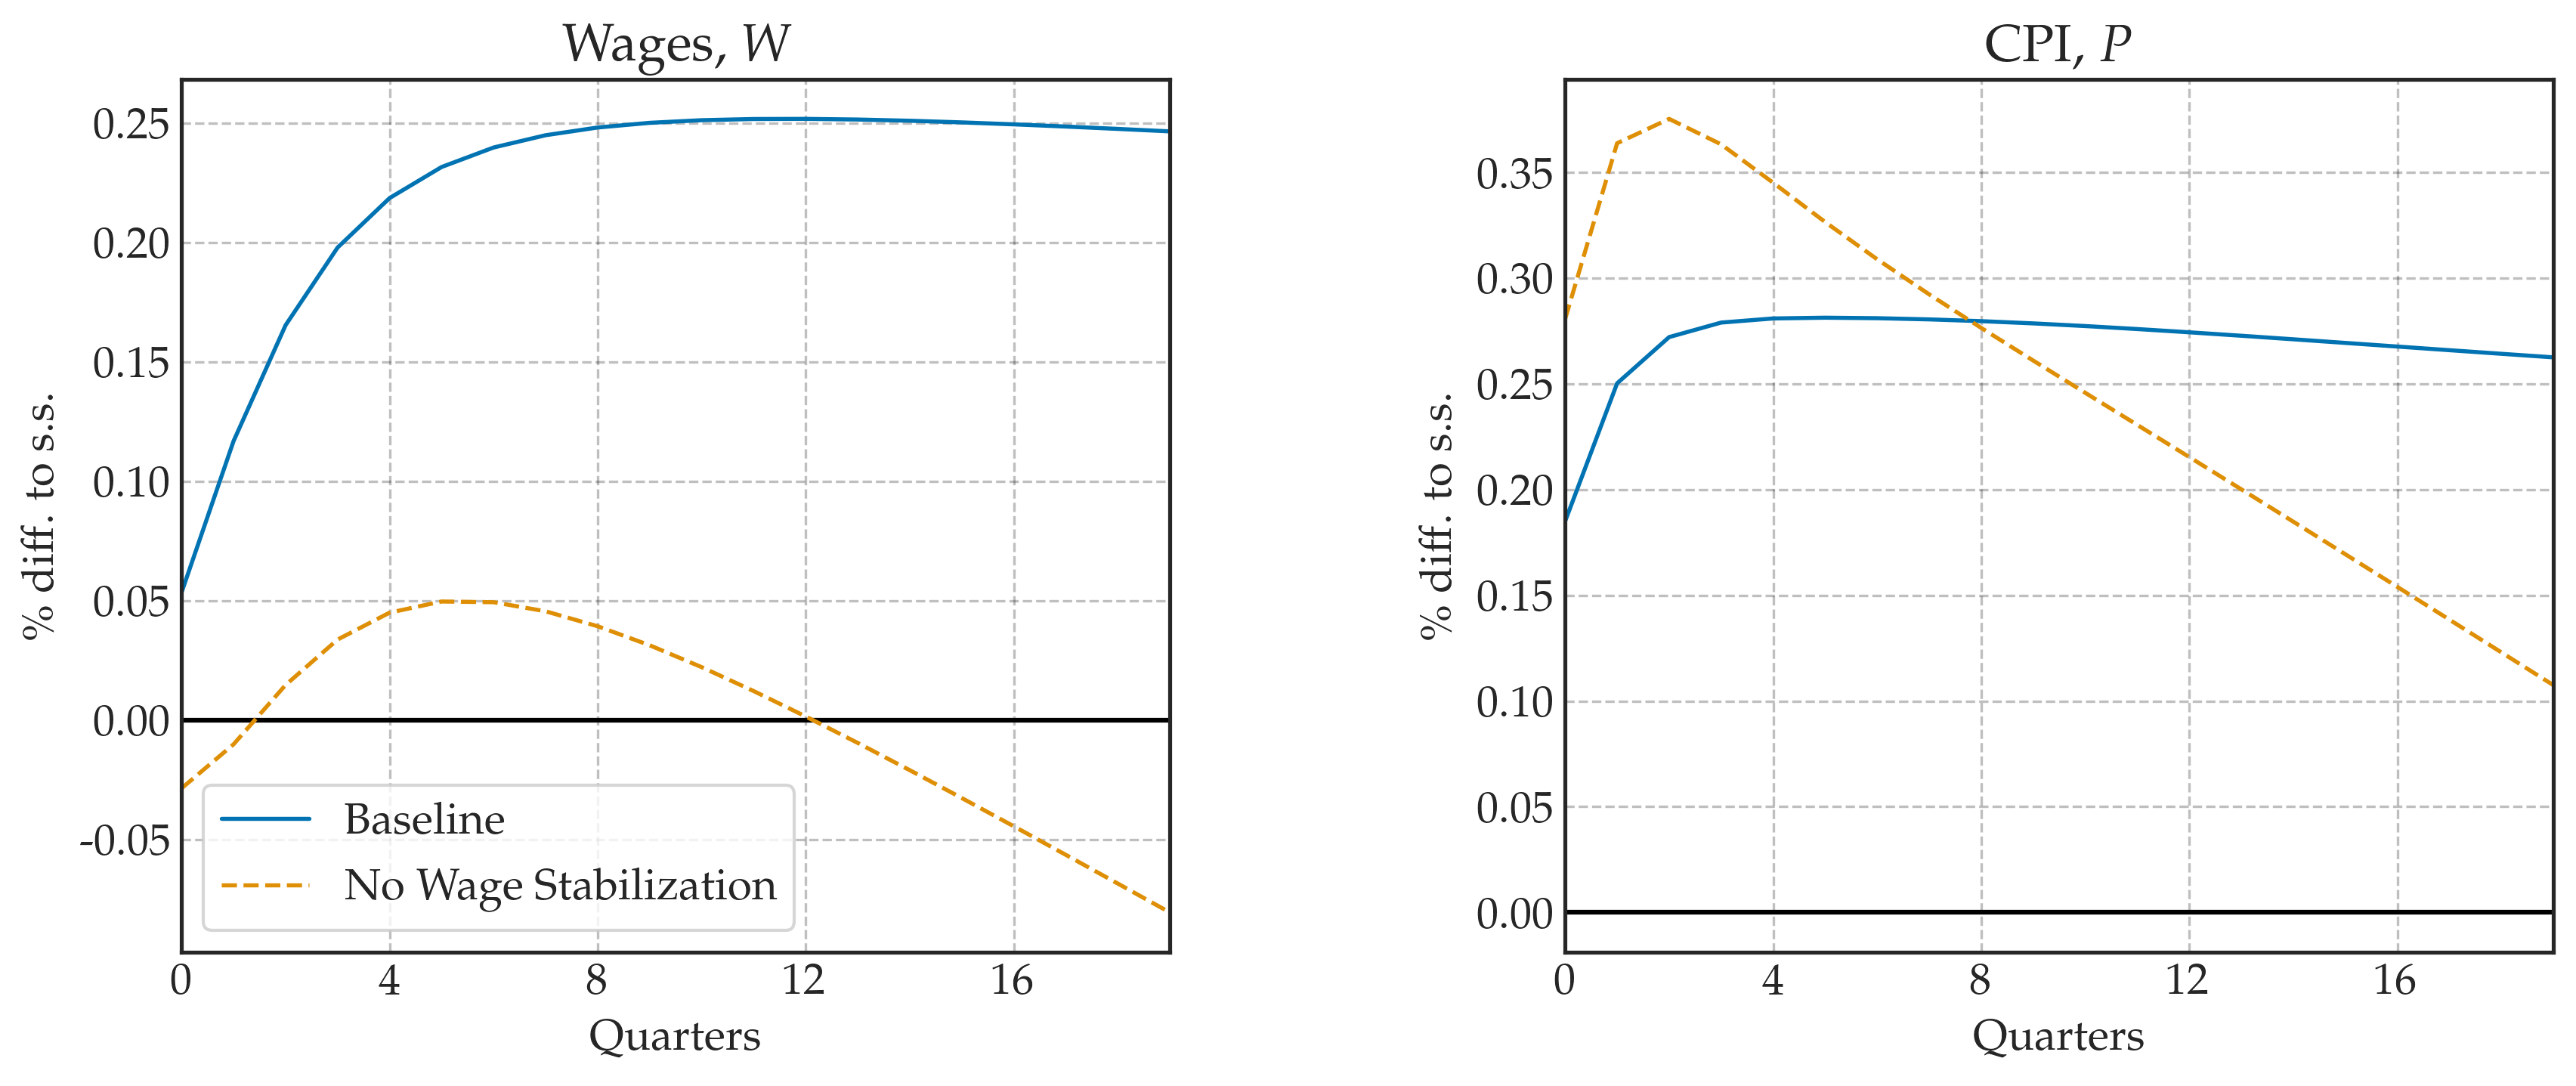 Wages, W
% diff. to s.s.
0.25
0.20
0.15
0.10
0.05
0.00
-0.05
Baseline
No Wage Stabilization
0 4 8 12 16
Quarters
CPI, P
% diff. to s.s.
0.35
0.30
0.25
0.20
0.15
0.10
0.05
0.00
0 4 8 12 16
Quarters